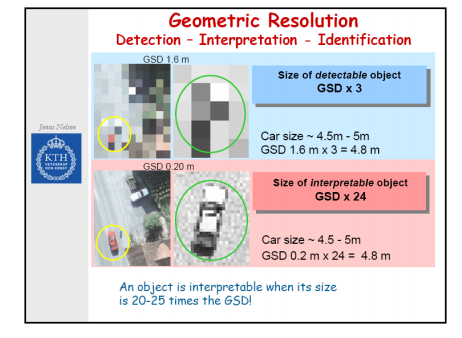 Geometric Resolution
Detection – Interpretation - Identification
GSD 1.6 m
Size of detectable object
GSD x 3
Car size ~ 4.5m - 5m
GSD 1.6 m x 3 = 4.8 m
Jonas Nelson
KTH
VETENSKAP
OCH KONST
GSD 0.20 m
Size of interpretable object
GSD x 24
Car size ~ 4.5 - 5m
GSD 0.2 m x 24 = 4.8 m
An object is interpretable when its size
is 20-25 times the GSD!